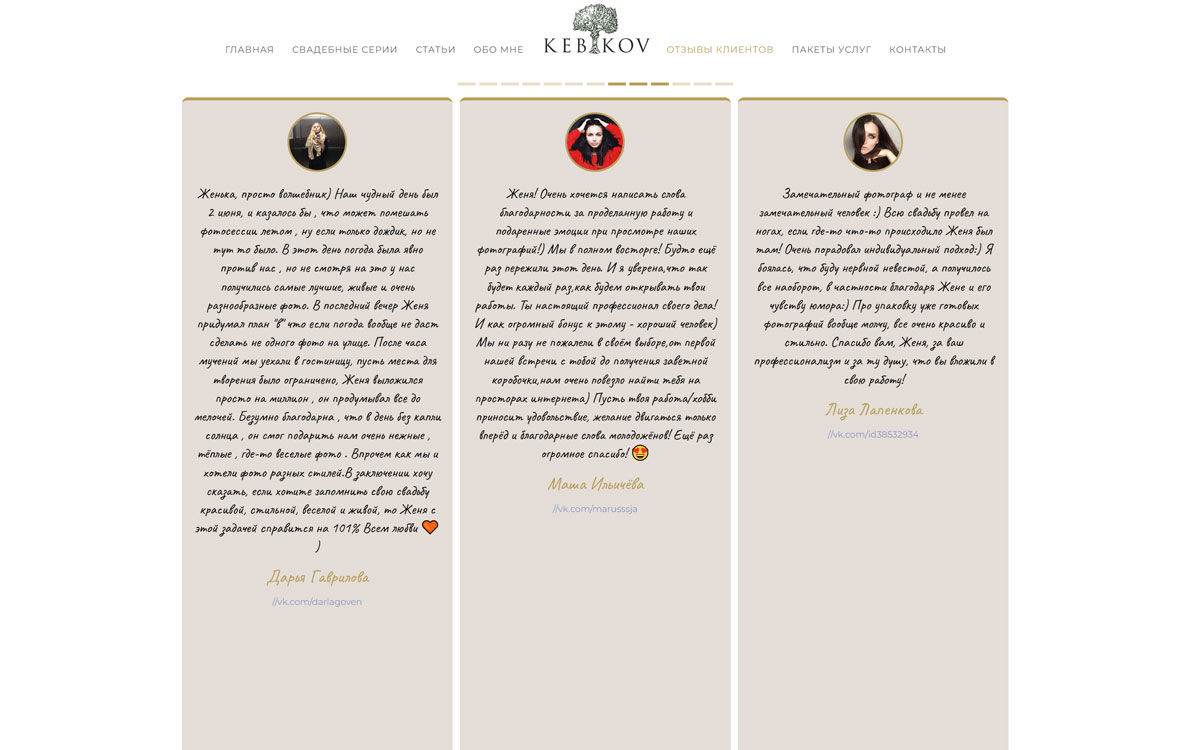 ГЛАВНАЯ СВАДЕБНЫЕ СЕРИИ СТАТЬИ ОБО МНЕ KEBIKOV ОТЗЫВЫ КЛИЕНТОВ ПАКЕТЫ УСЛУГ КОНТАКТЫ
Женька, просто волшебник) Наш чудный день был
2 июня, и казалось бы , что может помешать
фотосессии летом , ну если только дождик, но не
тут то было. В этот день погода была явно
против нас , но не смотря на это у нас
получились самые лучшие, живые и очень
разнообразные фото. В последний вечер Женя
придумал план "в" что если погода вообще не даст
сделать не одного фото на улице. После часа
мучений мы уехали в гостиницу, пусть места для
творения было ограничено, Женя выложился
просто на миллион , он продумывал все до
мелочей. Безумно благодарна , что в день без капли
солнца , он смог подарить нам очень нежные ,
тёплые , где-то веселые фото . Впрочем как мы и
хотели фото разных стилей.В заключении хочу
сказать, если хотите запомнить свою свадьбу
красивой, стильной, веселой и живой, то Женя с
этой задачей справится на 101% Всем любви 🧡
)
Дарья Гаврилова
//vk.com/dariagoven
Женя! Очень хочется написать слова
благодарности за проделанную работу и
подаренные эмоции при просмотре наших
фотографий!) Мы в полном восторге! Будто ещё
раз пережили этот день. И я уверена,что так
будет каждый раз,как будем открывать твои
работы. Ты настоящий профессионал своего дела!
И как огромный бонус к этому - хороший человек)
Мы ни разу не пожалели в своём выборе,от первой
нашей встречи с тобой до получения заветной
коробочки,нам очень повезло найти тебя на
просторах интернета) Пусть твоя работа/хобби
приносит удовольствие, желание двигаться только
вперёд и благодарные слова молодожёнов! Ещё раз
огромное спасибо! 😍
Маша Ильичёва
//vk.com/marusssja
Замечательный фотограф и не менее
замечательный человек :) Всю свадьбу провел на
ногах, если где-то что-то происходило Женя был
там! Очень порадовал индивидуальный подход:) Я
боялась, что буду нервной невестой, а получилось
все наоборот, в частности благодаря Жене и его
чувству юмора:) Про упаковку уже готовых
фотографий вообще молчу, все очень красиво и
стильно. Спасибо вам, Женя, за ваш
профессионализм и за ту душу, что вы вложили в
свою работу!
Лиза Лапенкова
//vk.com/id38532934